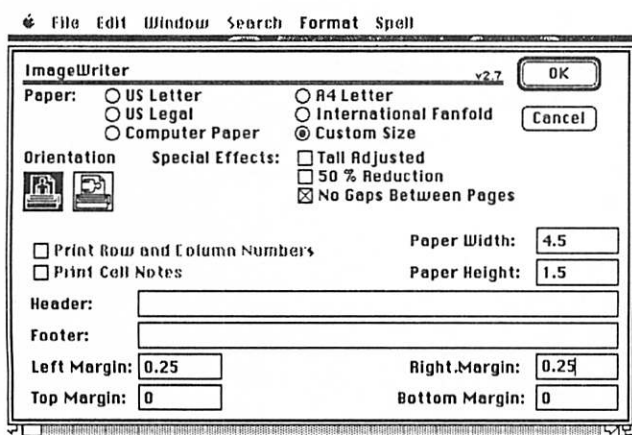 File Edit Window Search Format Spell
ImageWriter v2.7 OK
Paper: US Letter A4 Letter
US Legal International Fanfold Cancel
Computer Paper Custom Size
Orientation Special Effects: Tall Adjusted
50 % Reduction
No Gaps Between Pages
Print Row and Column Numbers Paper Width: 4.5
Print Cell Notes Paper Height: 1.5
Header:
Footer:
Left Margin: 0.25 Right.Margin: 0.25
Top Margin: 0 Bottom Margin: 0